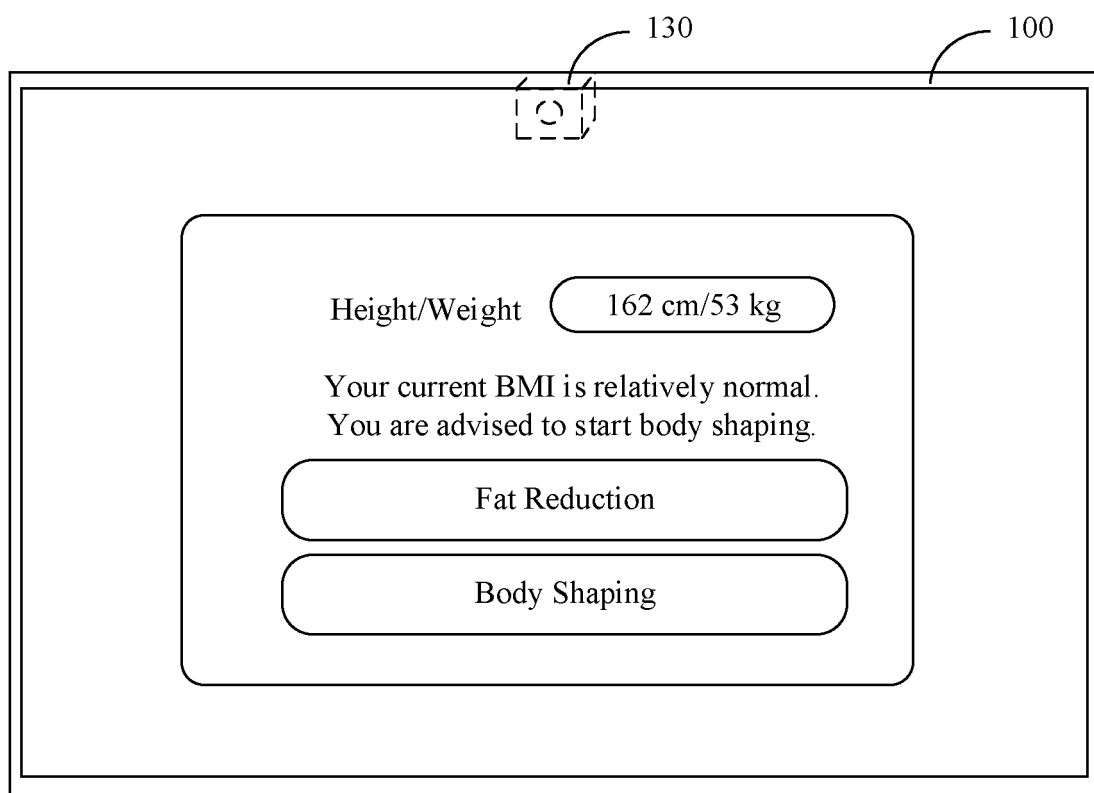 130
100
Height/Weight
162 cm/53 kg
Your current BMI is relatively normal.
You are advised to start body shaping.
Fat Reduction
Body Shaping